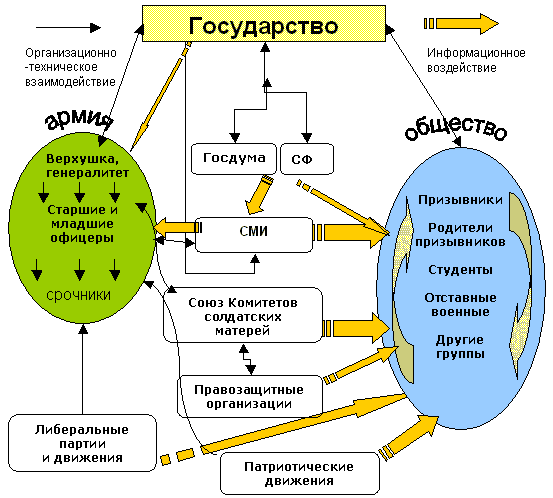 Государство
Организационно
-техническое
взаимодействие
Информационное
воздействие
армия
общество
Верхушка,
генералитет
Старшие и
младшие
офицеры
срочники
Госдума
СФ
СМИ
Призывники
Родители
призывников
Студенты
Отставные
военные
Другие
группы
Союз Комитетов
солдатских
матерей
Правозащитные
организации
Либеральные
партии
и движения
Патриотические
движения